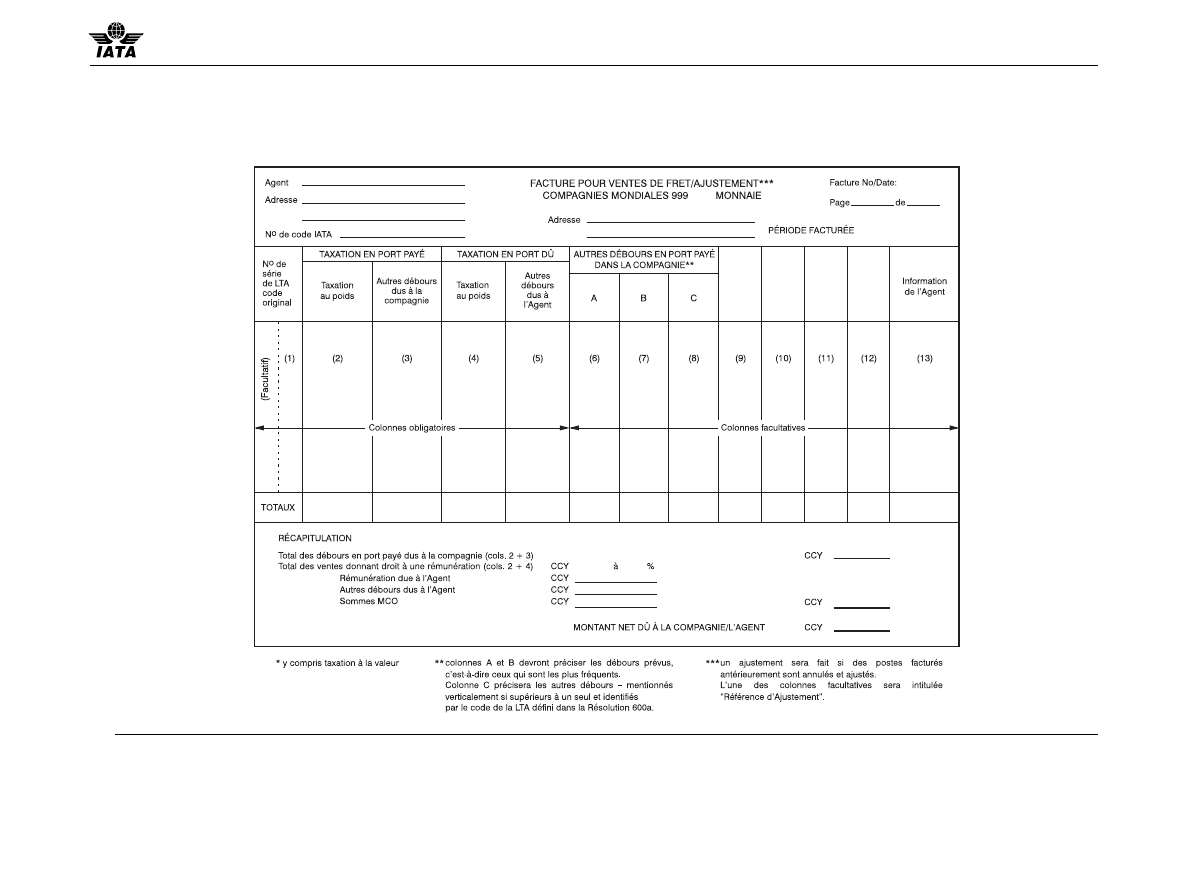 IATA
Agent
Adresse
Nº de code IATA
FACTURE POUR VENTES DE FRET/AJUSTEMENT***
COMPAGNIES MONDIALES 999 MONNAIE
Adresse
Facture No/Date:
Page de
PÉRIODE FACTURÉE
Nº de
série
de LTA
code
original
TAXATION EN PORT PAYÉ
Taxation
au poids
Autres débours
dus à la
compagnie
TAXATION EN PORT DÛ
Taxation
au poids
Autres
débours
dus à
l'Agent
AUTRES DÉBOURS EN PORT PAYÉ
DANS LA COMPAGNIE**
A B C
Information
de l'Agent
(Facultatif)
(1) (2) (3) (4) (5) (6) (7) (8) (9) (10) (11) (12) (13)
Colonnes obligatoires Colonnes facultatives
TOTAUX
RÉCAPITULATION
Total des débours en port payé dus à la compagnie (cols. 2 + 3) CCY
Total des ventes donnant droit à une rémunération (cols. 2 + 4) CCY à %
Rémunération due à l'Agent CCY
Autres débours dus à l'Agent CCY
Sommes MCO CCY CCY
MONTANT NET DÛ À LA COMPAGNIE/L'AGENT CCY
* y compris taxation à la valeur
** colonnes A et B devront préciser les débours prévus,
c'est-à-dire ceux qui sont les plus fréquents.
Colonne C précisera les autres débours – mentionnés
verticalement si supérieurs à un seul et identifiés
par le code de la LTA défini dans la Résolution 600a.
*** un ajustement sera fait si des postes facturés
antérieurement sont annulés et ajustés.
L'une des colonnes facultatives sera intitulée
"Référence d'Ajustement".